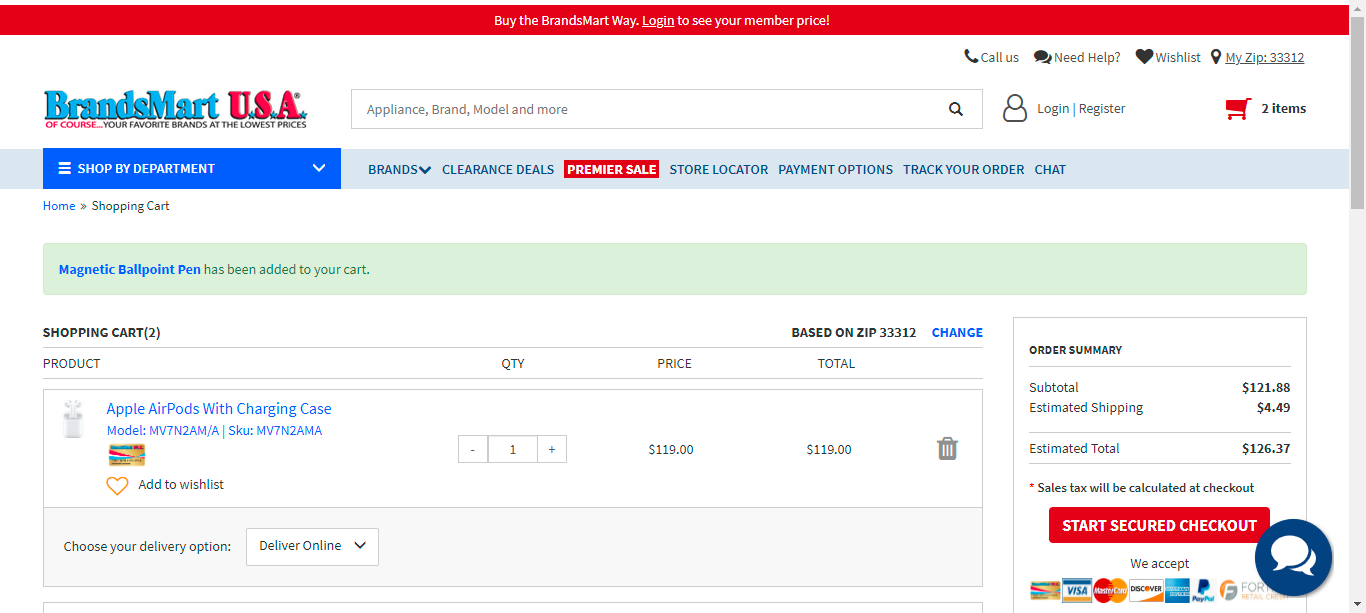 Buy the BrandsMart Way. Login to see your member price!
Call us Need Help? Wishlist My Zip: 33312
BrandsMart U.S.A.®
OF COURSE...YOUR FAVORITE BRANDS AT THE LOWEST PRICES
Appliance, Brand, Model and more
Login | Register
2 items
SHOP BY DEPARTMENT
BRANDS CLEARANCE DEALS PREMIER SALE STORE LOCATOR PAYMENT OPTIONS TRACK YOUR ORDER CHAT
Home » Shopping Cart
Magnetic Ballpoint Pen has been added to your cart.
SHOPPING CART(2)
BASED ON ZIP 33312 CHANGE
PRODUCT QTY PRICE TOTAL
Apple AirPods With Charging Case
Model: MV7N2AM/A | Sku: MV7N2AMA
- 1 + $119.00 $119.00
Add to wishlist
Choose your delivery option: Deliver Online
ORDER SUMMARY
Subtotal $121.88
Estimated Shipping $4.49
Estimated Total $126.37
* Sales tax will be calculated at checkout
START SECURED CHECKOUT
We accept
VISA MasterCard DISCOVER PayPal